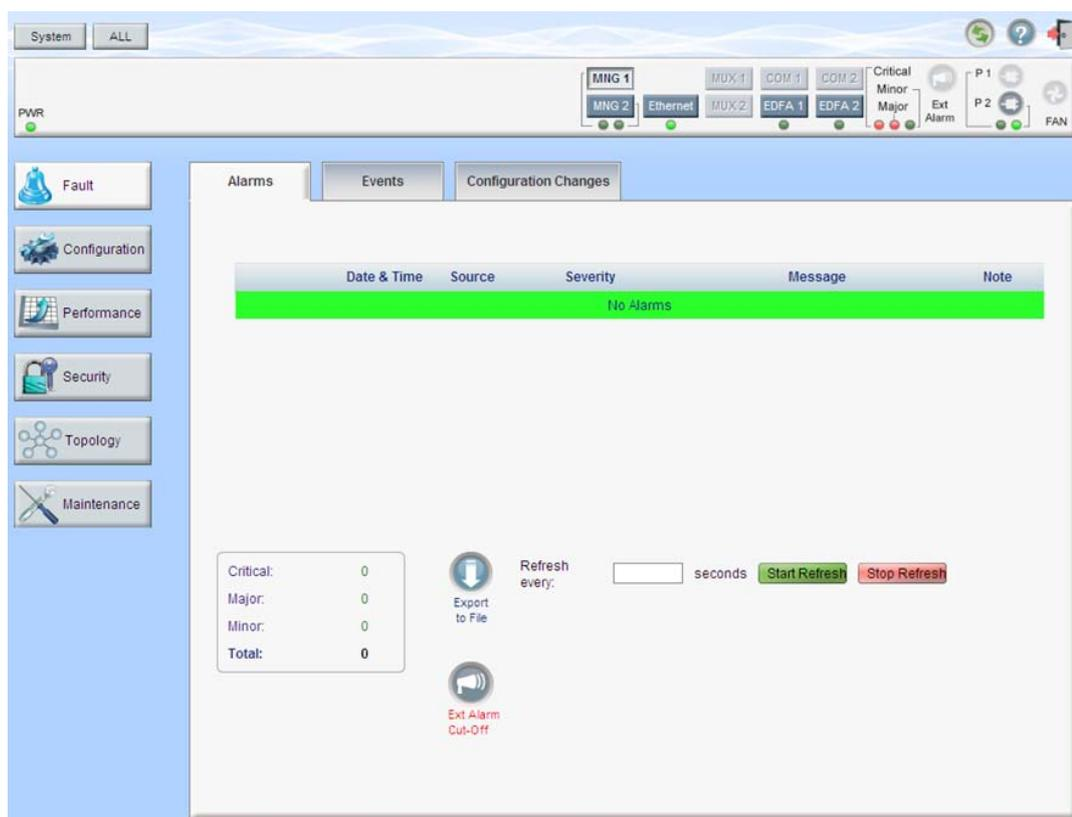 System ALL
PWR
MNG 1 MUX 1 COM 1 COM 2 Critical P 1
Minor
MNG 2 Ethernet MUX 2 EDFA 1 EDFA 2 Major Ext P 2
Alarm FAN
Fault
Configuration
Performance
Security
Topology
Maintenance
Alarms Events Configuration Changes
Date & Time Source Severity Message Note
No Alarms
Critical: 0
Major: 0
Minor: 0
Total: 0
Export
to File
Ext Alarm
Cut-Off
Refresh
every: seconds Start Refresh Stop Refresh